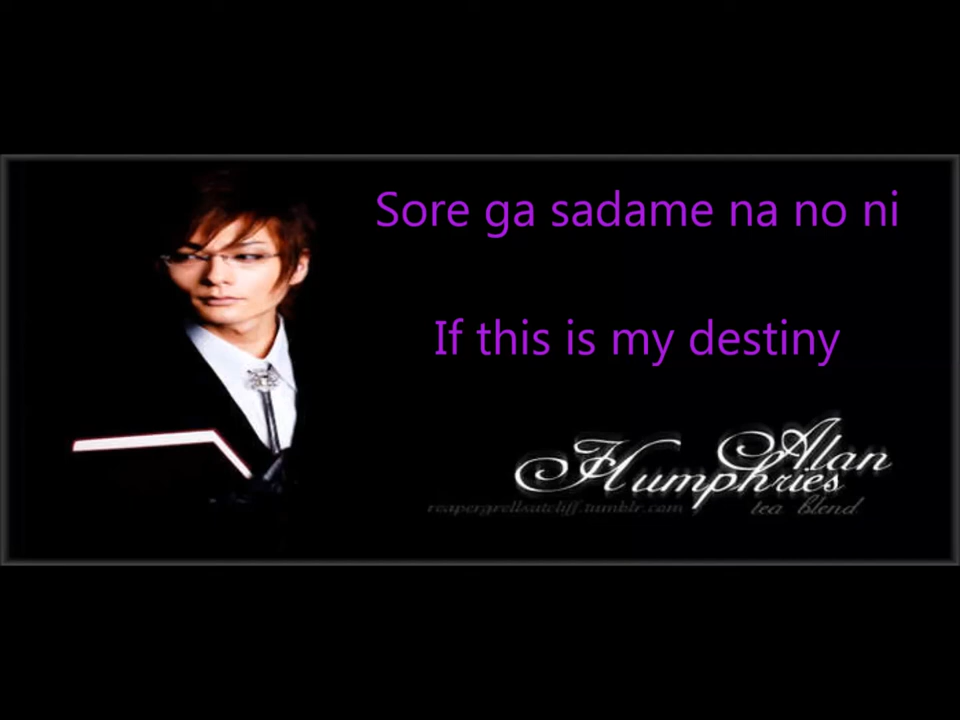 Sore ga sadame na no ni
If this is my destiny
Alan
Humphries
reapergrellsutcliff.tumblr.com
tea blend